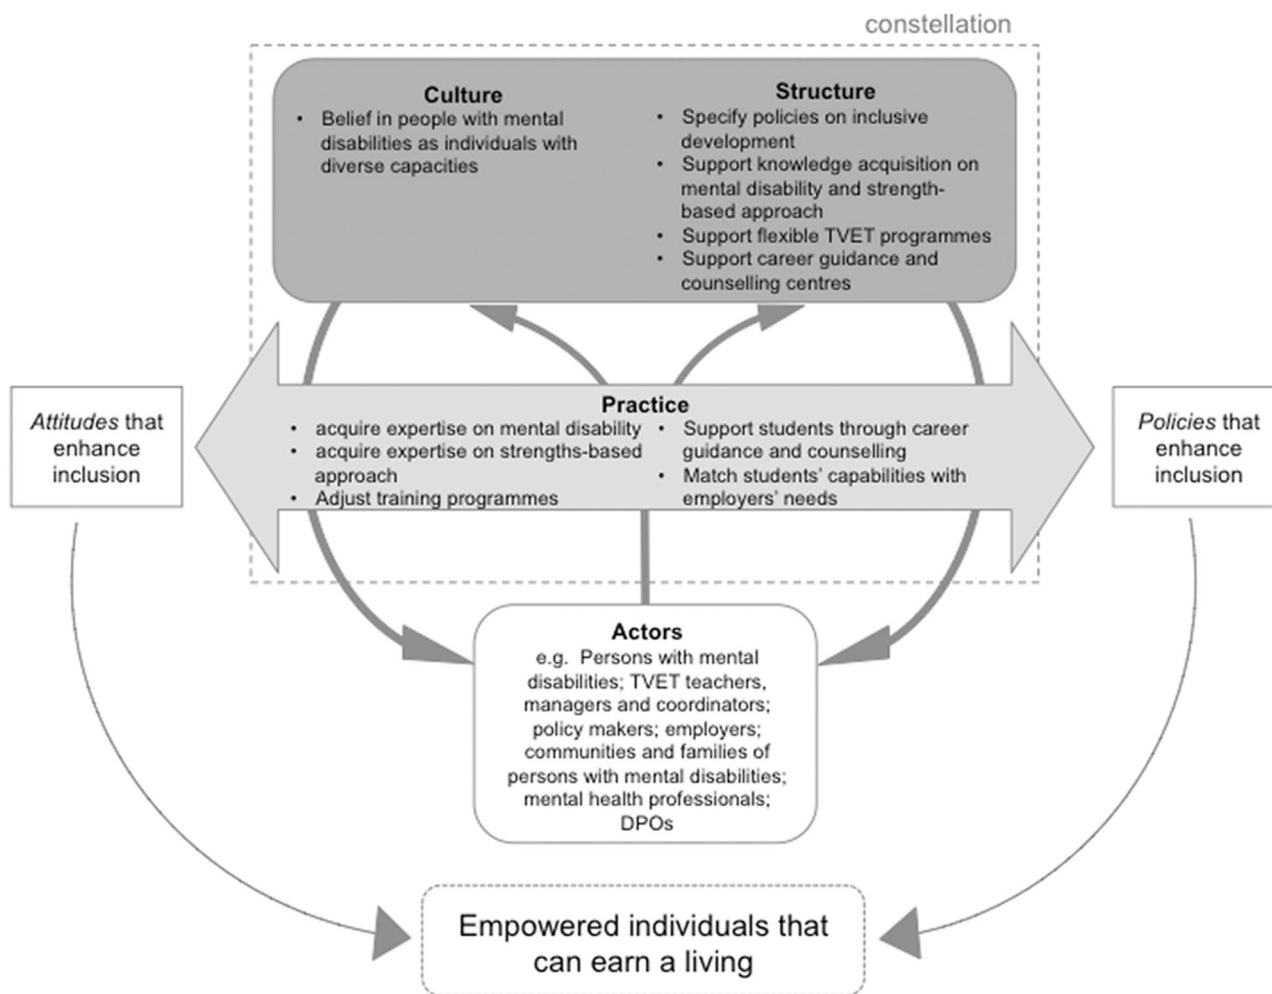 constellation
Culture
• Belief in people with mental
disabilities as individuals with
diverse capacities
Structure
• Specify policies on inclusive
development
• Support knowledge acquisition on
mental disability and strength-
based approach
• Support flexible TVET programmes
• Support career guidance and
counselling centres
Attitudes that
enhance
inclusion
Practice
• acquire expertise on mental disability
• acquire expertise on strengths-based
approach
• Adjust training programmes
• Support students through career
guidance and counselling
• Match students' capabilities with
employers' needs
Policies that
enhance
inclusion
Actors
e.g. Persons with mental
disabilities; TVET teachers,
managers and coordinators;
policy makers; employers;
communities and families of
persons with mental disabilities;
mental health professionals;
DPOs
Empowered individuals that
can earn a living